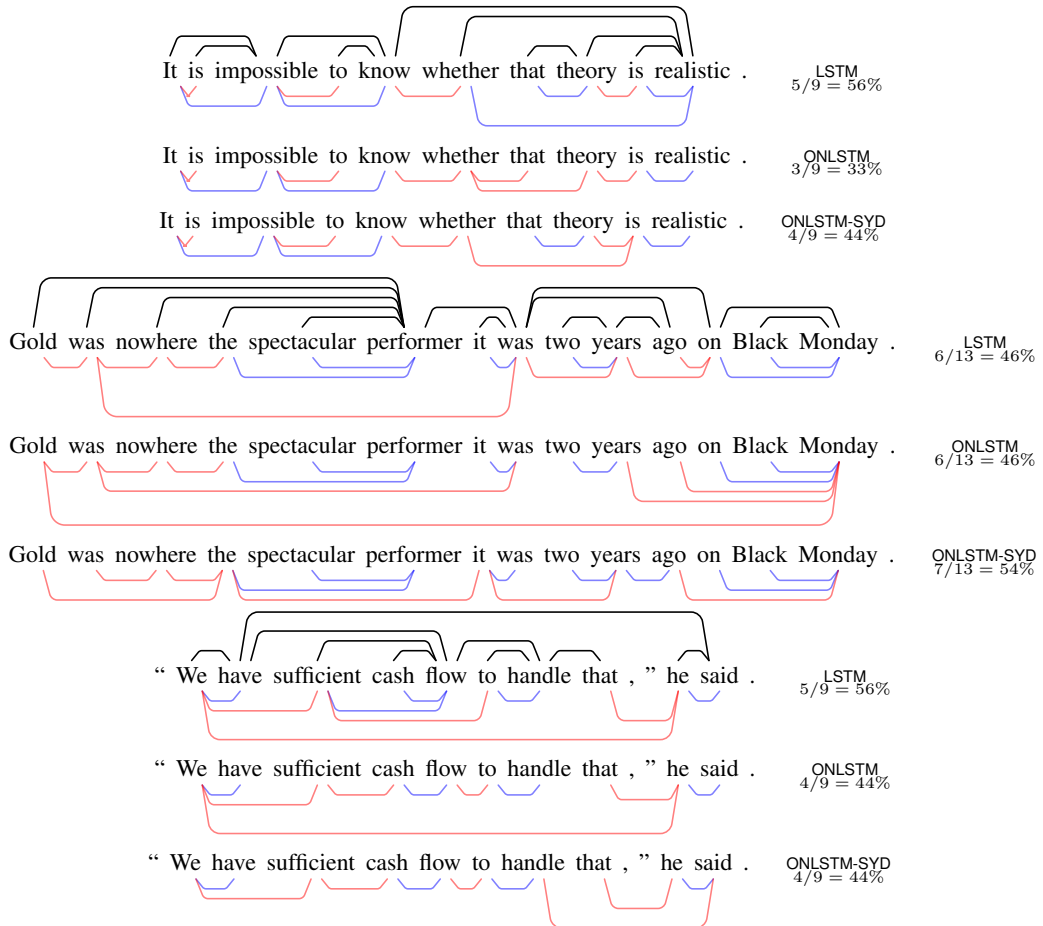 It is impossible to know whether that theory is realistic . LSTM
5/9 = 56%
It is impossible to know whether that theory is realistic . ONLSTM
3/9 = 33%
It is impossible to know whether that theory is realistic . ONLSTM-SYD
4/9 = 44%
Gold was nowhere the spectacular performer it was two years ago on Black Monday . LSTM
6/13 = 46%
Gold was nowhere the spectacular performer it was two years ago on Black Monday . ONLSTM
6/13 = 46%
Gold was nowhere the spectacular performer it was two years ago on Black Monday . ONLSTM-SYD
7/13 = 54%
“ We have sufficient cash flow to handle that , ” he said . LSTM
5/9 = 56%
“ We have sufficient cash flow to handle that , ” he said . ONLSTM
4/9 = 44%
“ We have sufficient cash flow to handle that , ” he said . ONLSTM-SYD
4/9 = 44%